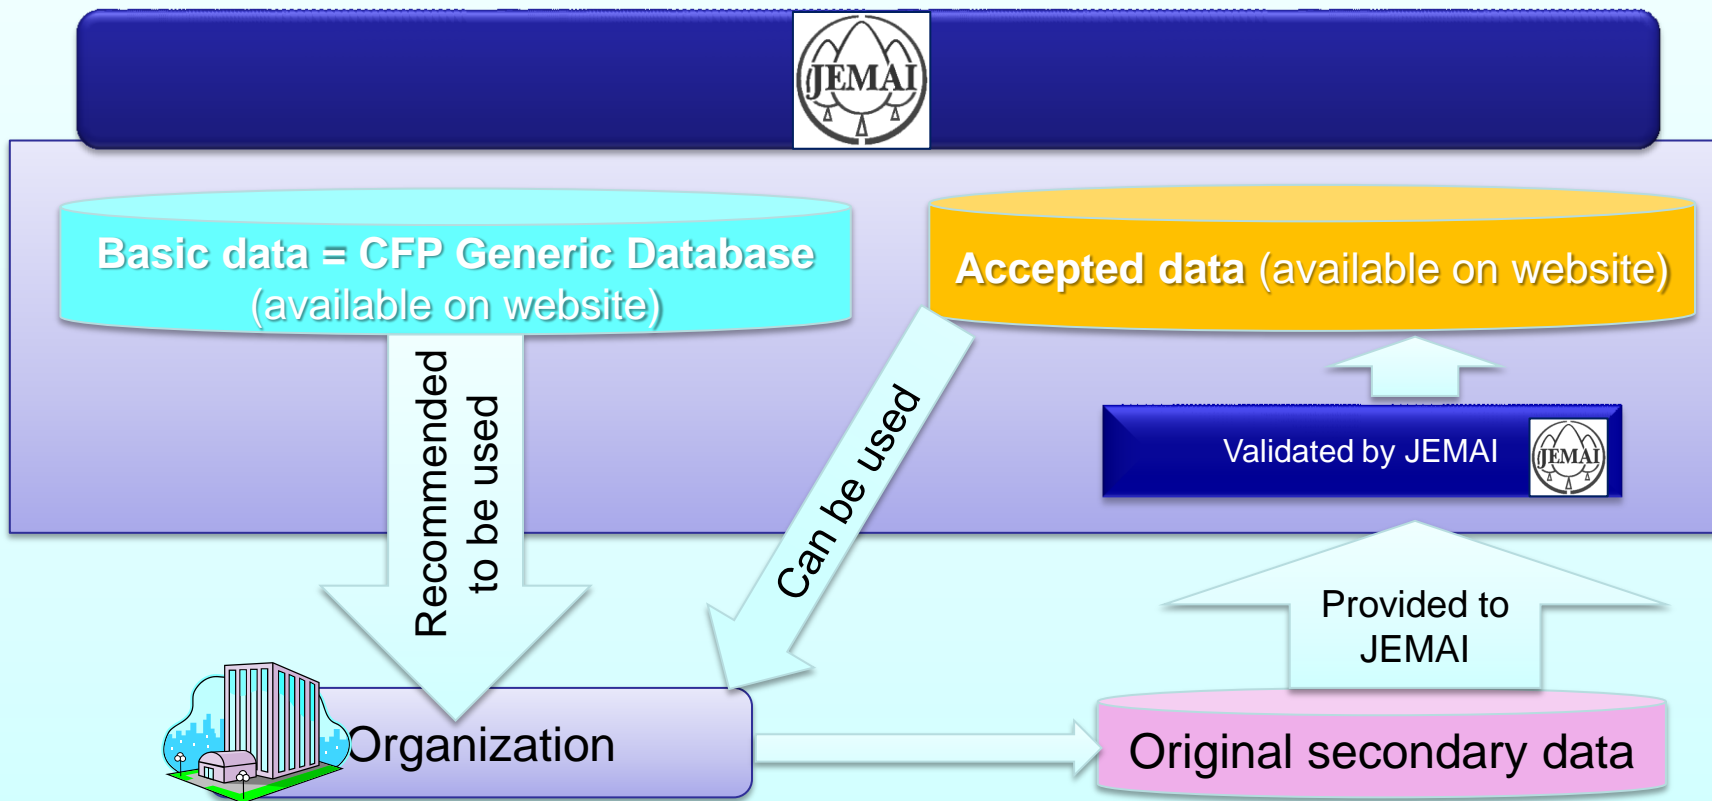 JEMAI
Basic data = CFP Generic Database
(available on website)
Accepted data (available on website)
Recommended
to be used
Can be used
Validated by JEMAI
JEMAI
Provided to
JEMAI
Organization
Original secondary data